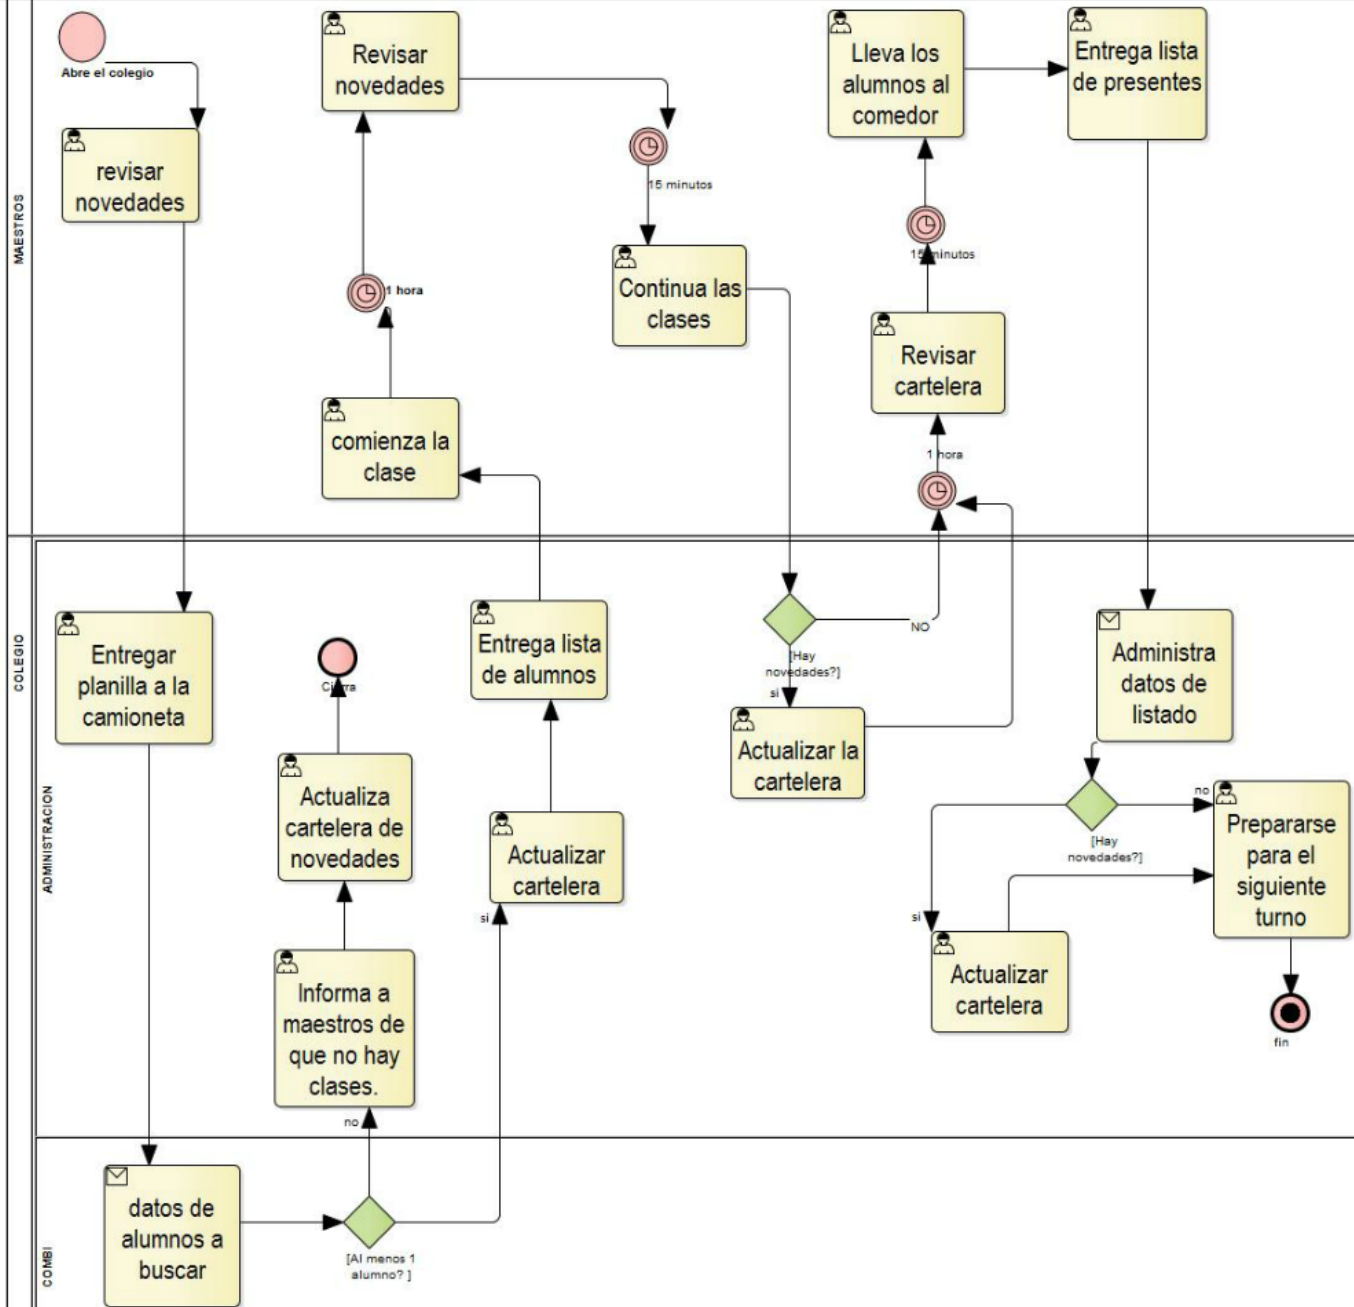 MAESTROS
Abre el colegio
revisar
novedades
Revisar
novedades
1 hora
comienza la
clase
15 minutos
Continua las
clases
Lleva los
alumnos al
comedor
Entrega lista
de presentes
15 minutos
Revisar
cartelera
1 hora
COLEGIO
ADMINISTRACION
Entregar
planilla a la
camioneta
Cierra
Actualiza
cartelera de
novedades
Informa a
maestros de
que no hay
clases.
no
Entrega lista
de alumnos
Actualizar
cartelera
si
NO
[Hay
novedades?]
si
Actualizar la
cartelera
Administra
datos de
listado
no
[Hay
novedades?]
si
Prepararse
para el
siguiente
turno
Actualizar
cartelera
fin
COMBI
datos de
alumnos a
buscar
[Al menos 1
alumno? ]